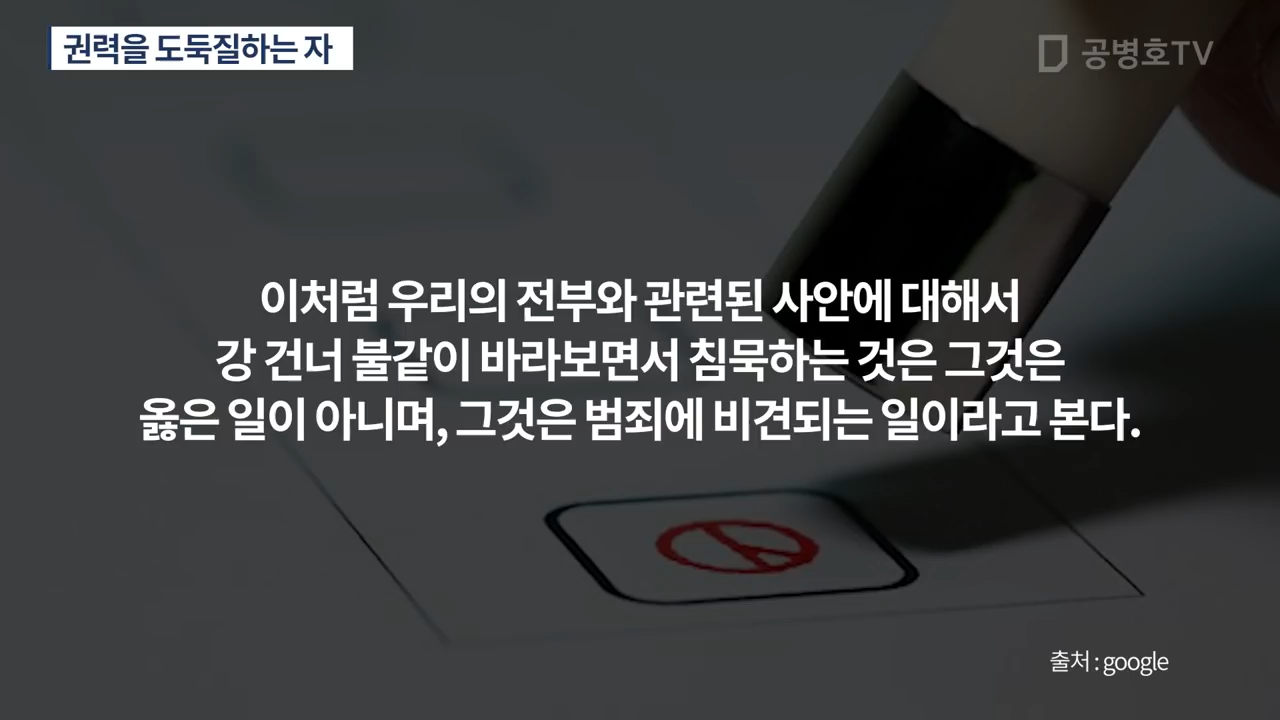 권력을 도둑질하는 자
공병호TV
이처럼 우리의 전부와 관련된 사안에 대해서
강 건너 불같이 바라보면서 침묵하는 것은 그것은
옳은 일이 아니며, 그것은 범죄에 비견되는 일이라고 본다.
출처 : google